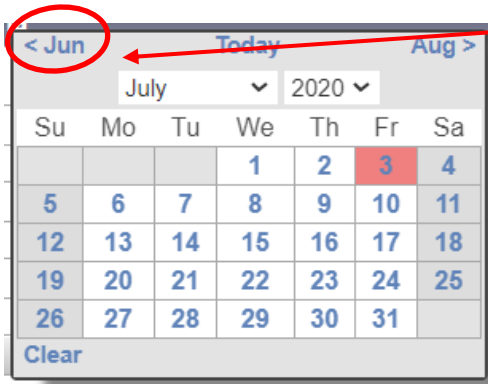 < Jun Today Aug >
July 2020
Su Mo Tu We Th Fr Sa
1 2 3 4
5 6 7 8 9 10 11
12 13 14 15 16 17 18
19 20 21 22 23 24 25
26 27 28 29 30 31
Clear